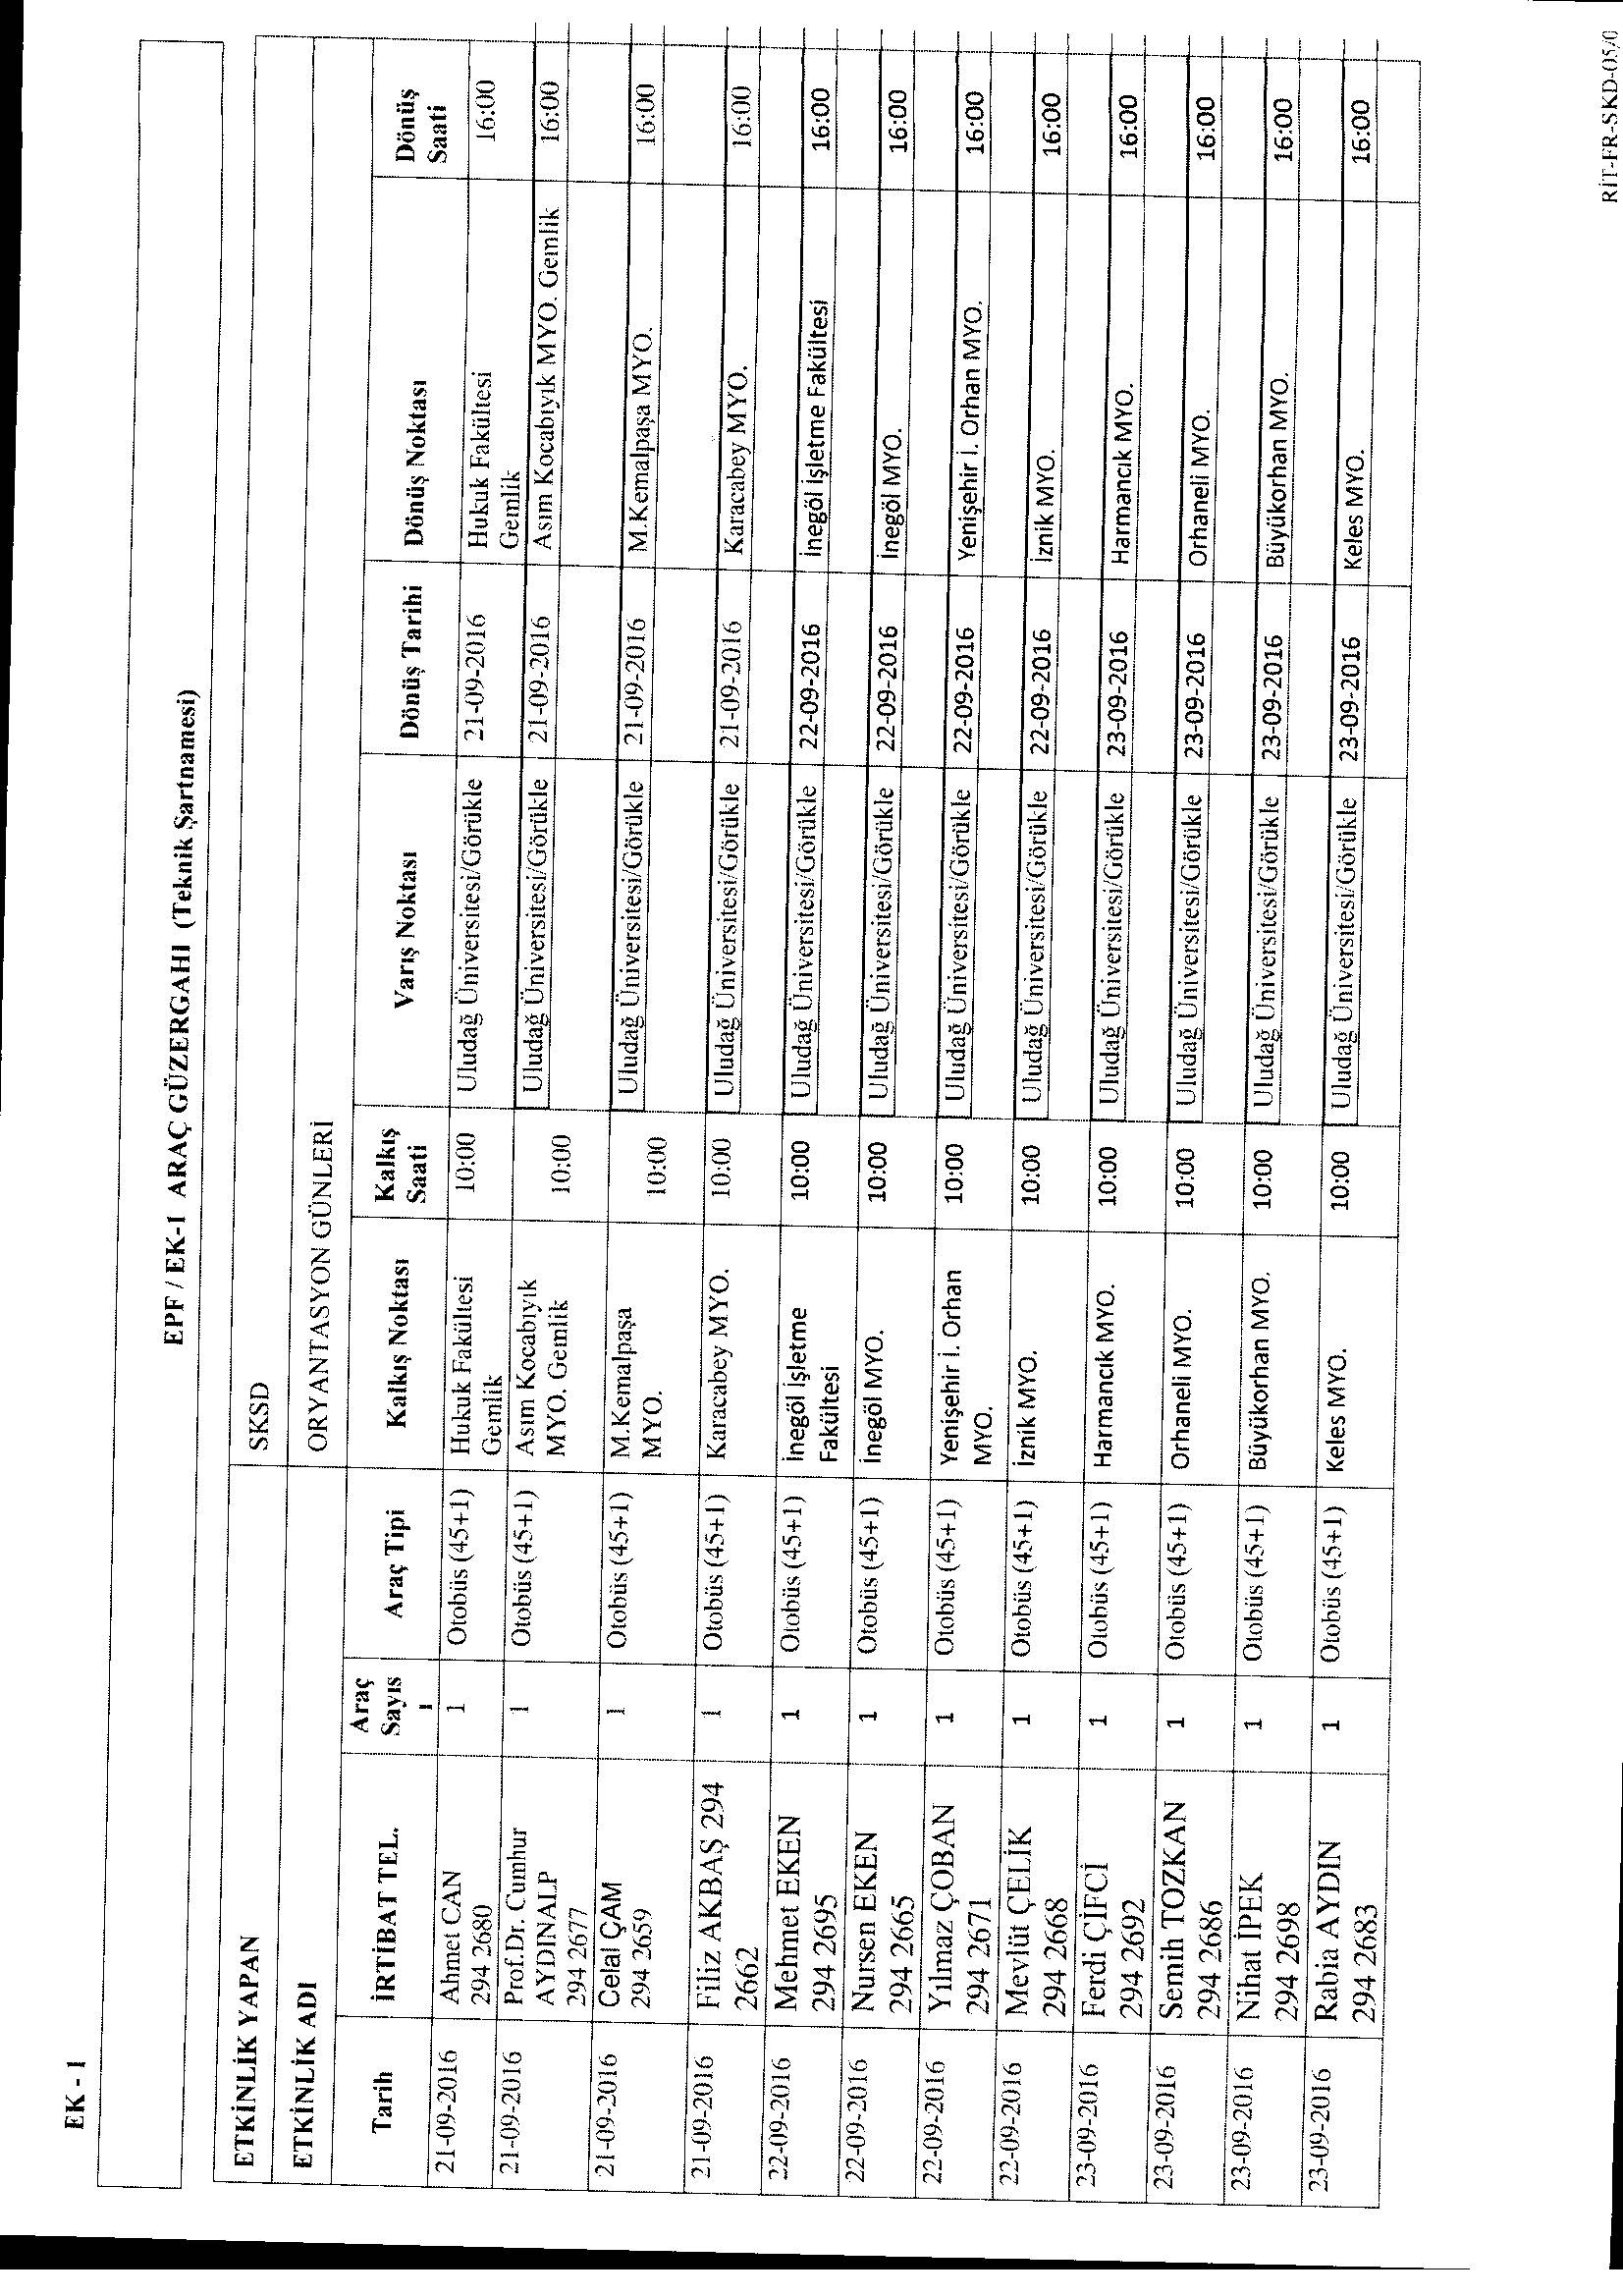 EK - 1
EPF / EK-1 ARAÇ GÜZERGAHI (Teknik Şartnamesi)
ETKİNLİK YAPAN SKSD
ETKİNLİK ADI ORYANTASYON GÜNLERİ
Tarih İRTİBAT TEL. Araç Sayıs ı Araç Tipi Kalkış Noktası Kalkış Saati Varış Noktası Dönüş Tarihi Dönüş Noktası Dönüş Saati
21-09-2016 Ahmet CAN 294 2680 1 Otobüs (45+1) Hukuk Fakültesi Gemlik 10:00 Uludağ Üniversitesi/Görükle 21-09-2016 Hukuk Fakültesi Gemlik 16:00
21-09-2016 Prof.Dr. Cumhur AYDINALP 294 2677 1 Otobüs (45+1) Asım Kocabıyık MYO. Gemlik 10:00 Uludağ Üniversitesi/Görükle 21-09-2016 Asım Kocabıyık MYO. Gemlik 16:00
21-09-2016 Celal ÇAM 294 2659 1 Otobüs (45+1) M.Kemalpaşa MYO. 10:00 Uludağ Üniversitesi/Görükle 21-09-2016 M.Kemalpaşa MYO. 16:00
21-09-2016 Filiz AKBAŞ 294 2662 1 Otobüs (45+1) Karacabey MYO. 10:00 Uludağ Üniversitesi/Görükle 21-09-2016 Karacabey MYO. 16:00
22-09-2016 Mehmet EKEN 294 2695 1 Otobüs (45+1) İnegöl İşletme Fakültesi 10:00 Uludağ Üniversitesi/Görükle 22-09-2016 İnegöl İşletme Fakültesi 16:00
22-09-2016 Nursen EKEN 294 2665 1 Otobüs (45+1) İnegöl MYO. 10:00 Uludağ Üniversitesi/Görükle 22-09-2016 İnegöl MYO. 16:00
22-09-2016 Yılmaz ÇOBAN 294 2671 1 Otobüs (45+1) Yenişehir İ. Orhan MYO. 10:00 Uludağ Üniversitesi/Görükle 22-09-2016 Yenişehir İ. Orhan MYO. 16:00
22-09-2016 Mevlüt ÇELİK 294 2668 1 Otobüs (45+1) İznik MYO. 10:00 Uludağ Üniversitesi/Görükle 22-09-2016 İznik MYO. 16:00
23-09-2016 Ferdi ÇİFCİ 294 2692 1 Otobüs (45+1) Harmancık MYO. 10:00 Uludağ Üniversitesi/Görükle 23-09-2016 Harmancık MYO. 16:00
23-09-2016 Semih TOZKAN 294 2686 1 Otobüs (45+1) Orhaneli MYO. 10:00 Uludağ Üniversitesi/Görükle 23-09-2016 Orhaneli MYO. 16:00
23-09-2016 Nihat İPEK 294 2698 1 Otobüs (45+1) Büyükorhan MYO. 10:00 Uludağ Üniversitesi/Görükle 23-09-2016 Büyükorhan MYO. 16:00
23-09-2016 Rabia AYDIN 294 2683 1 Otobüs (45+1) Keles MYO. 10:00 Uludağ Üniversitesi/Görükle 23-09-2016 Keles MYO. 16:00
RİT-FR-SKD-05/0